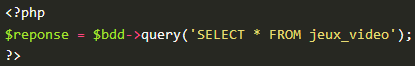 <?php
$reponse = $bdd->query('SELECT * FROM jeux_video');
?>